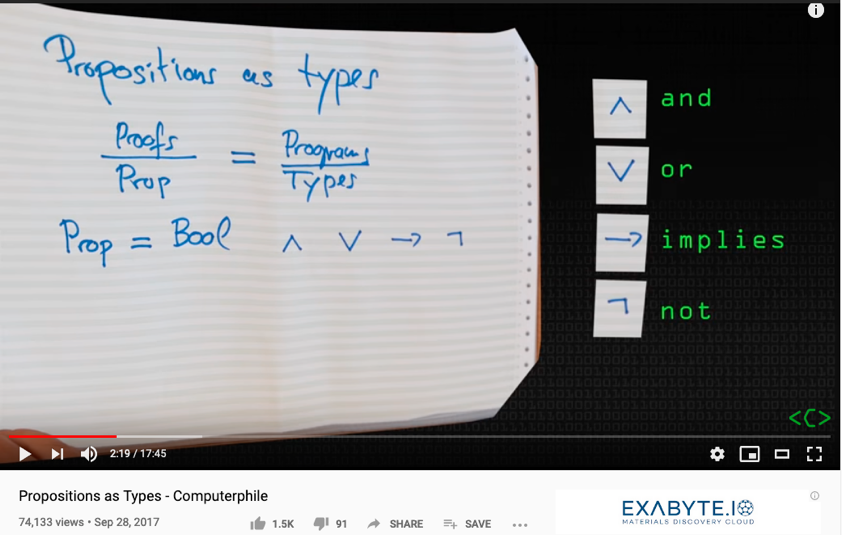 Propositions as types
Proofs
Prop
=
Programs
Types
Prop = Bool ∧ ∨ → ¬
∧ and
∨ or
→ implies
¬ not
<C>
2:19 / 17:45
Propositions as Types - Computerphile
74,133 views • Sep 28, 2017
1.5K
91
SHARE
SAVE
EXABYTE.IO
MATERIALS DISCOVERY CLOUD